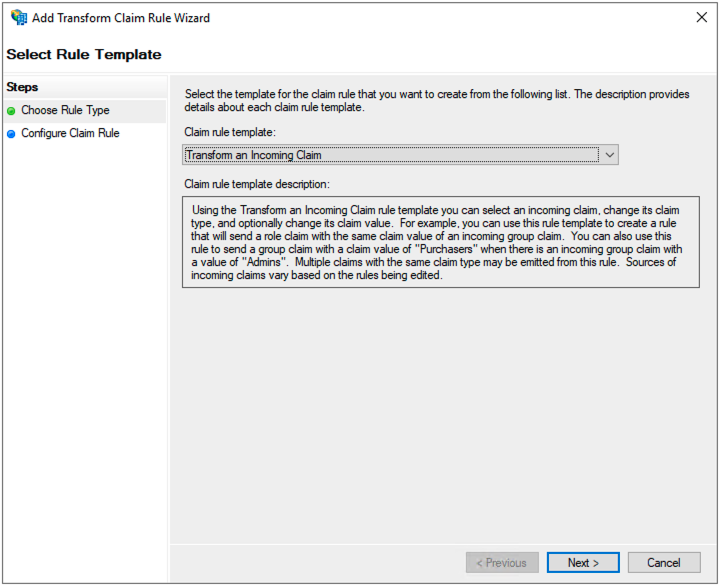 Add Transform Claim Rule Wizard
Select Rule Template
Steps
Choose Rule Type
Configure Claim Rule
Select the template for the claim rule that you want to create from the following list. The description provides
details about each claim rule template.
Claim rule template:
Transform an Incoming Claim
Claim rule template description:
Using the Transform an Incoming Claim rule template you can select an incoming claim, change its claim
type, and optionally change its claim value.  For example, you can use this rule template to create a rule
that will send a role claim with the same claim value of an incoming group claim.  You can also use this
rule to send a group claim with a claim value of "Purchasers" when there is an incoming group claim with
a value of "Admins".  Multiple claims with the same claim type may be emitted from this rule.  Sources of
incoming claims vary based on the rules being edited.
< Previous
Next >
Cancel